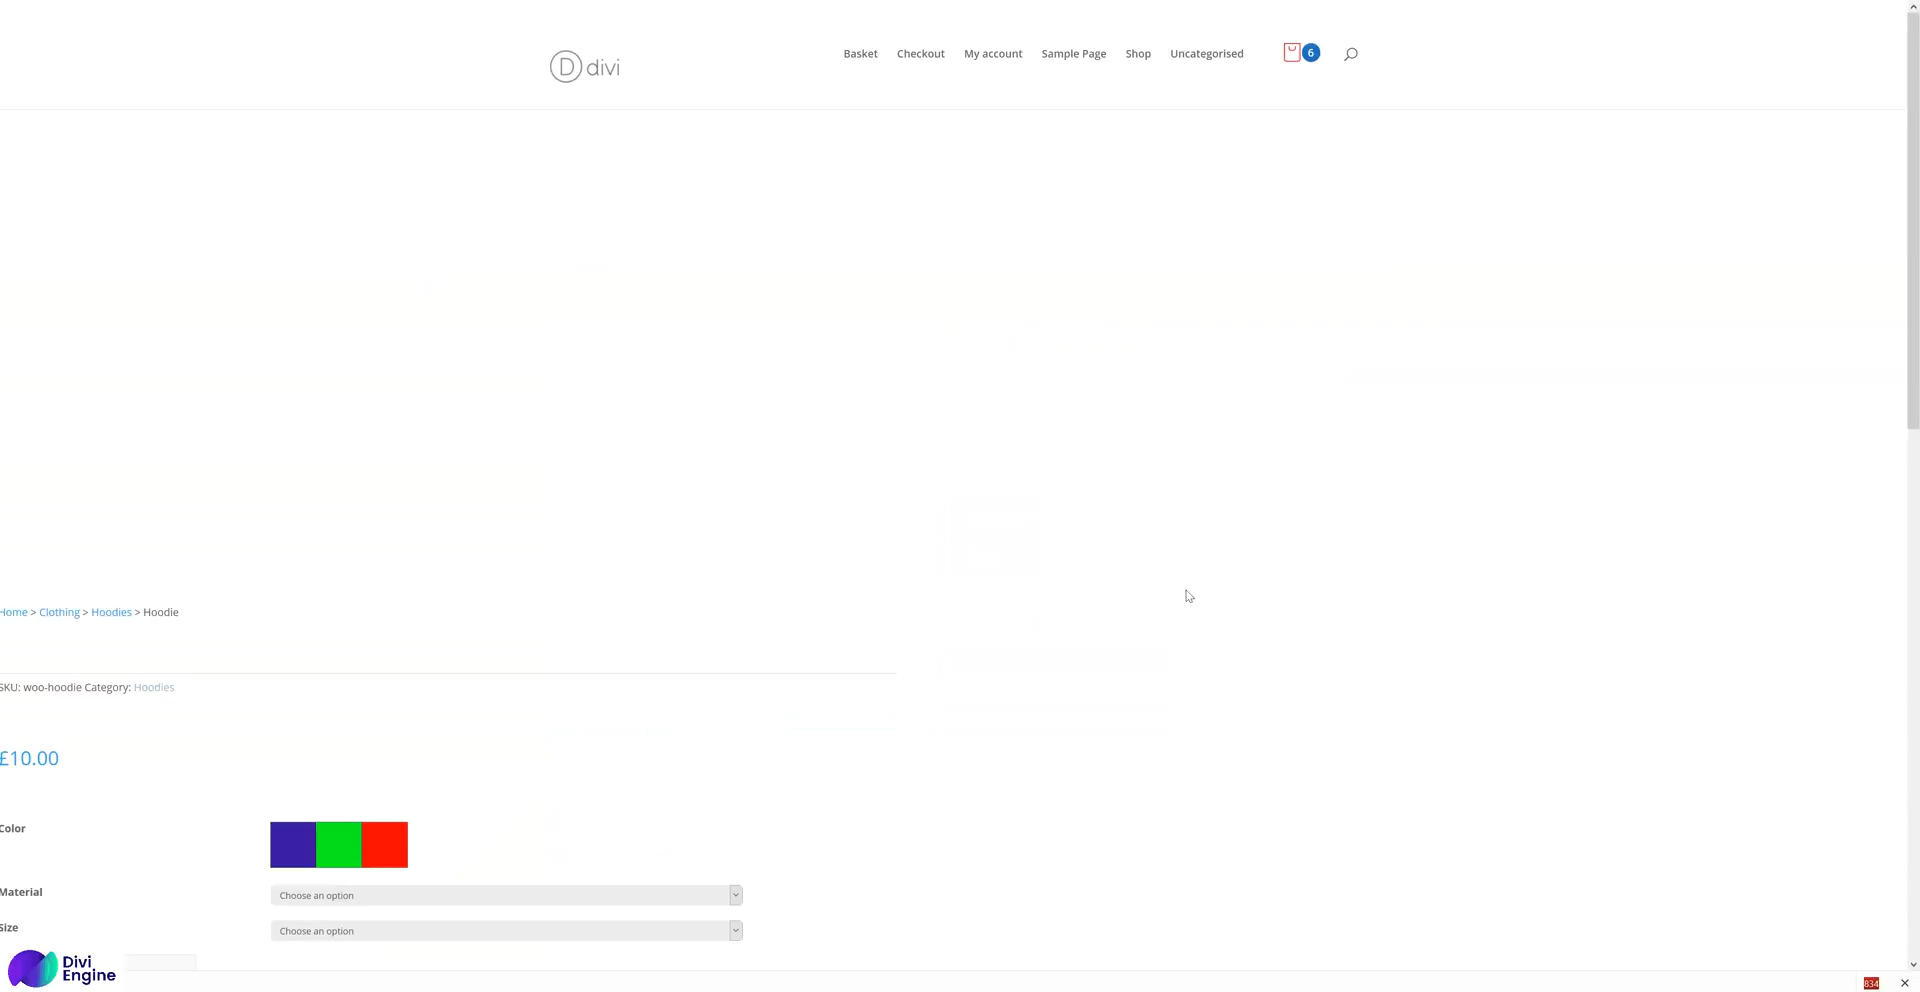 D divi
Basket Checkout My account Sample Page Shop Uncategorised 6
Home > Clothing > Hoodies > Hoodie
SKU: woo-hoodie Category: Hoodies
£10.00
Color
Material Choose an option
Size Choose an option
Divi
Engine
834